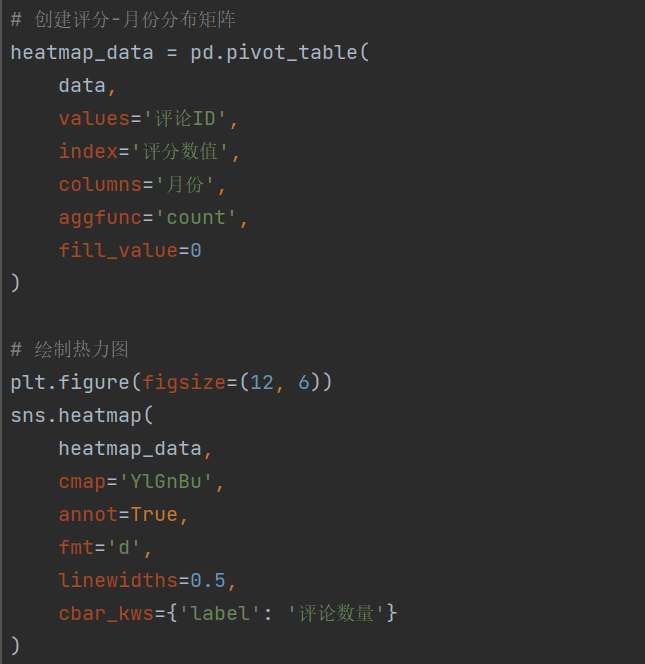 # 创建评分-月份分布矩阵
heatmap_data = pd.pivot_table(
    data,
    values='评论ID',
    index='评分数值',
    columns='月份',
    aggfunc='count',
    fill_value=0
)

# 绘制热力图
plt.figure(figsize=(12, 6))
sns.heatmap(
    heatmap_data,
    cmap='YlGnBu',
    annot=True,
    fmt='d',
    linewidths=0.5,
    cbar_kws={'label': '评论数量'}
)